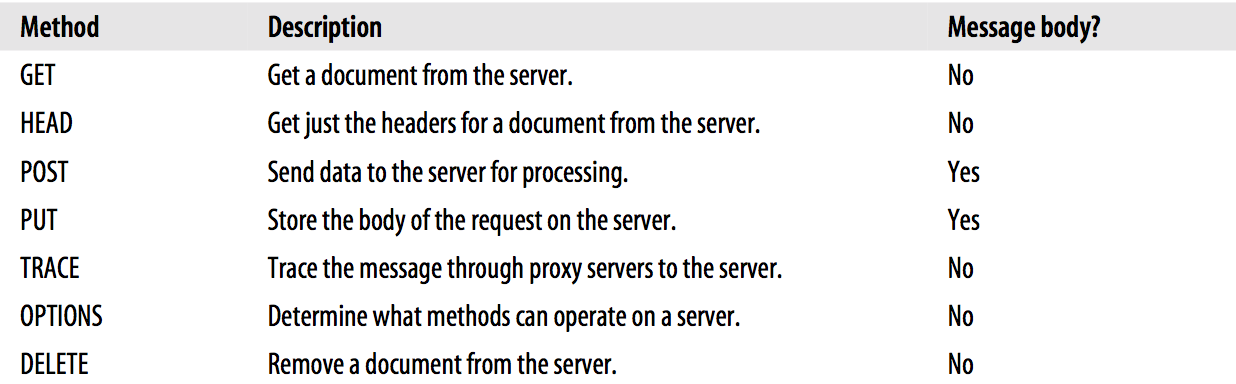 Method Description Message body?
GET Get a document from the server. No
HEAD Get just the headers for a document from the server. No
POST Send data to the server for processing. Yes
PUT Store the body of the request on the server. Yes
TRACE Trace the message through proxy servers to the server. No
OPTIONS Determine what methods can operate on a server. No
DELETE Remove a document from the server. No